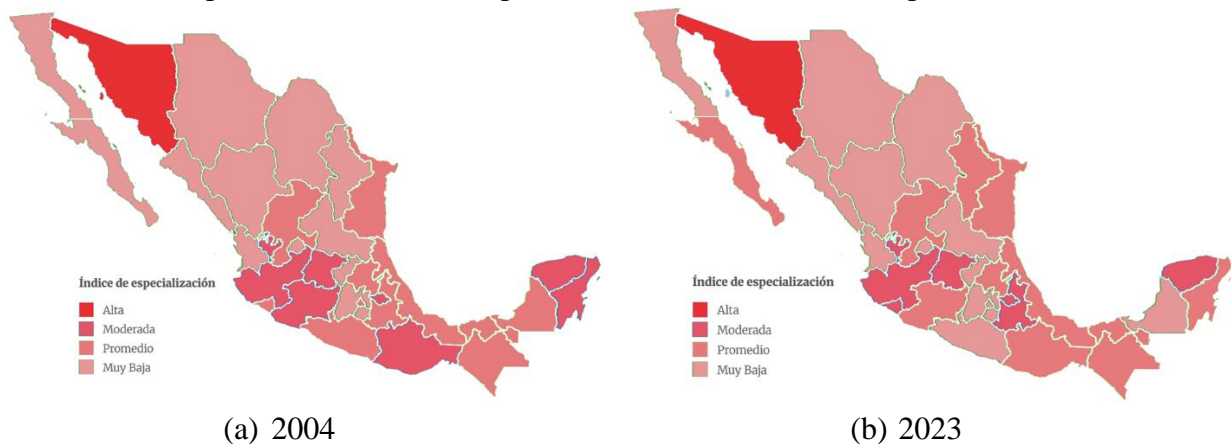 Índice de especialización
Alta
Moderada
Promedio
Muy Baja
Índice de especialización
Alta
Moderada
Promedio
Muy Baja
(a) 2004
(b) 2023